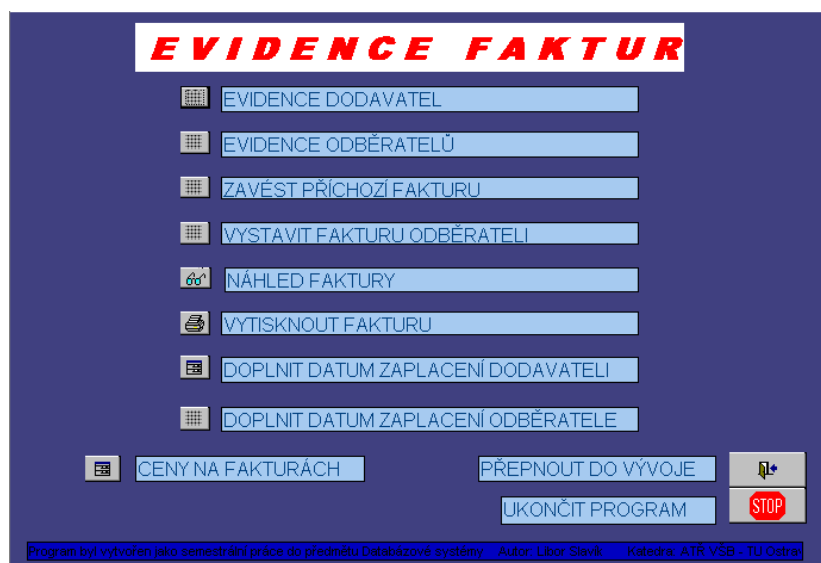 EVIDENCE FAKTUR
EVIDENCE DODAVATEL
EVIDENCE ODBĚRATELŮ
ZAVÉST PŘÍCHOZÍ FAKTURU
VYSTAVIT FAKTURU ODBĚRATELI
NÁHLED FAKTURY
VYTISKNOUT FAKTURU
DOPLNIT DATUM ZAPLACENÍ DODAVATELI
DOPLNIT DATUM ZAPLACENÍ ODBĚRATELE
CENY NA FAKTURÁCH PŘEPNOUT DO VÝVOJE
UKONČIT PROGRAM STOP
Program byl vytvořen jako semestrální práce do předmětu Databázové systémy Autor: Libor Slavík Katedra: ATŘ VŠB - TU Ostrav